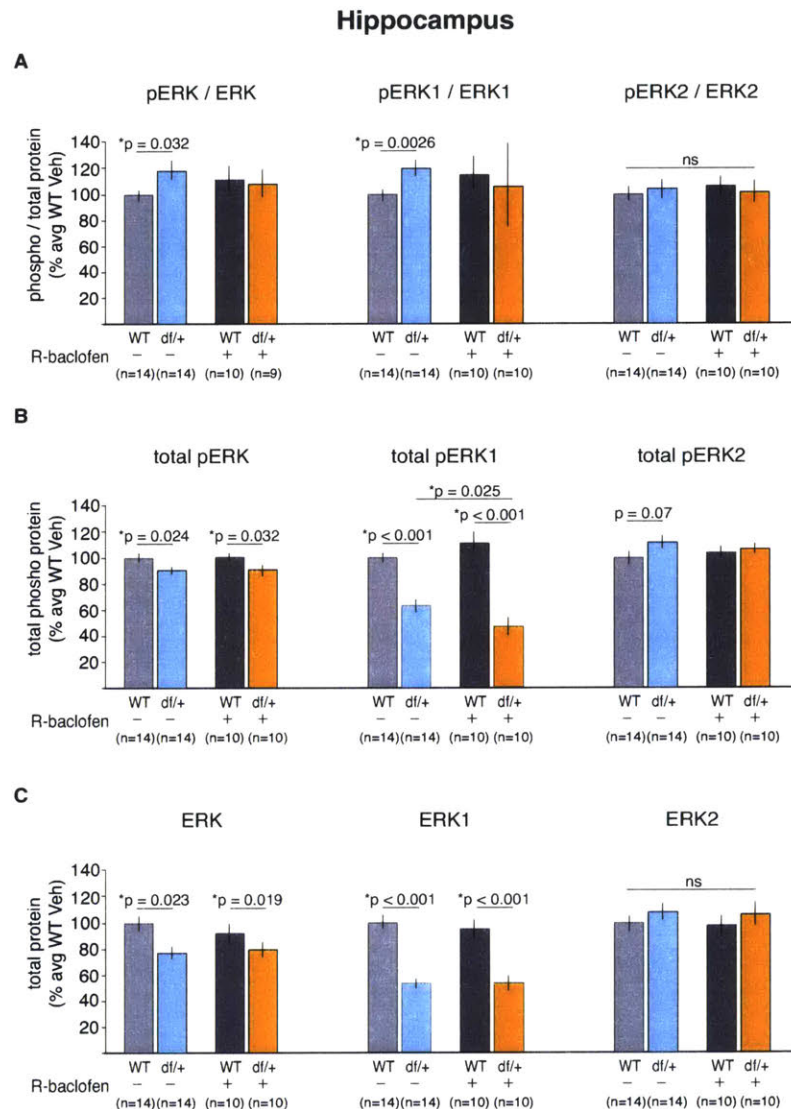 Hippocampus
A
pERK / ERK
pERK1 / ERK1
pERK2 / ERK2
phospho / total protein
(% avg WT Veh)
140
120
100
80
60
40
20
*p = 0.032
*p = 0.0026
ns
WT df/+ WT df/+ WT df/+ WT df/+ WT df/+ WT df/+
R-baclofen − − + + − − + + − − + +
(n=14) (n=14) (n=10) (n=9) (n=14) (n=14) (n=10) (n=10) (n=14) (n=14) (n=10) (n=10)
B
total pERK
total pERK1
total pERK2
total phosho protein
(% avg WT Veh)
140
120
100
80
60
40
20
*p = 0.025
*p = 0.024
*p = 0.032
*p < 0.001
*p < 0.001
p = 0.07
WT df/+ WT df/+ WT df/+ WT df/+ WT df/+ WT df/+
R-baclofen − − + + − − + + − − + +
(n=14)(n=14) (n=10) (n=10) (n=14)(n=14) (n=10)(n=10) (n=14)(n=14) (n=10) (n=10)
C
ERK
ERK1
ERK2
total protein
(% avg WT Veh)
140
120
100
80
60
40
20
*p = 0.023
*p = 0.019
*p < 0.001
*p < 0.001
ns
WT df/+ WT df/+ WT df/+ WT df/+ WT df/+ WT df/+
R-baclofen − − + + − − + + − − + +
(n=14) (n=14) (n=10) (n=10) (n=14) (n=14) (n=10) (n=10) (n=14) (n=14) (n=10) (n=10)